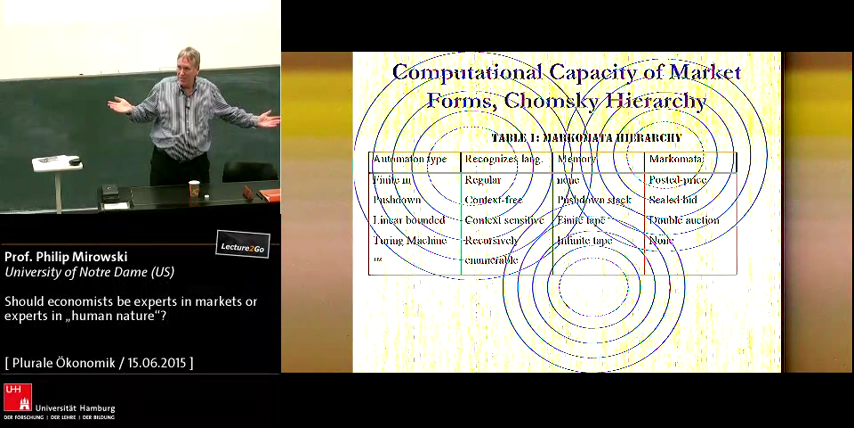 Lecture2Go
Prof. Philip Mirowski
University of Notre Dame (US)
Should economists be experts in markets or
experts in „human nature“?
[ Plurale Ökonomik / 15.06.2015 ]
UHH
Universität Hamburg
DER FORSCHUNG | DER LEHRE | DER BILDUNG
Computational Capacity of Market
Forms, Chomsky Hierarchy
TABLE 1: MARKOMATA HIERARCHY
Automaton type Recognizes lang. Memory Markomata
Finite m Regular none Posted-price
Pushdown Context-free Pushdown stack Sealed-bid
Linear bounded Context sensitive Finite tape Double auction
Turing Machine Recursively Infinite tape None
enumerable